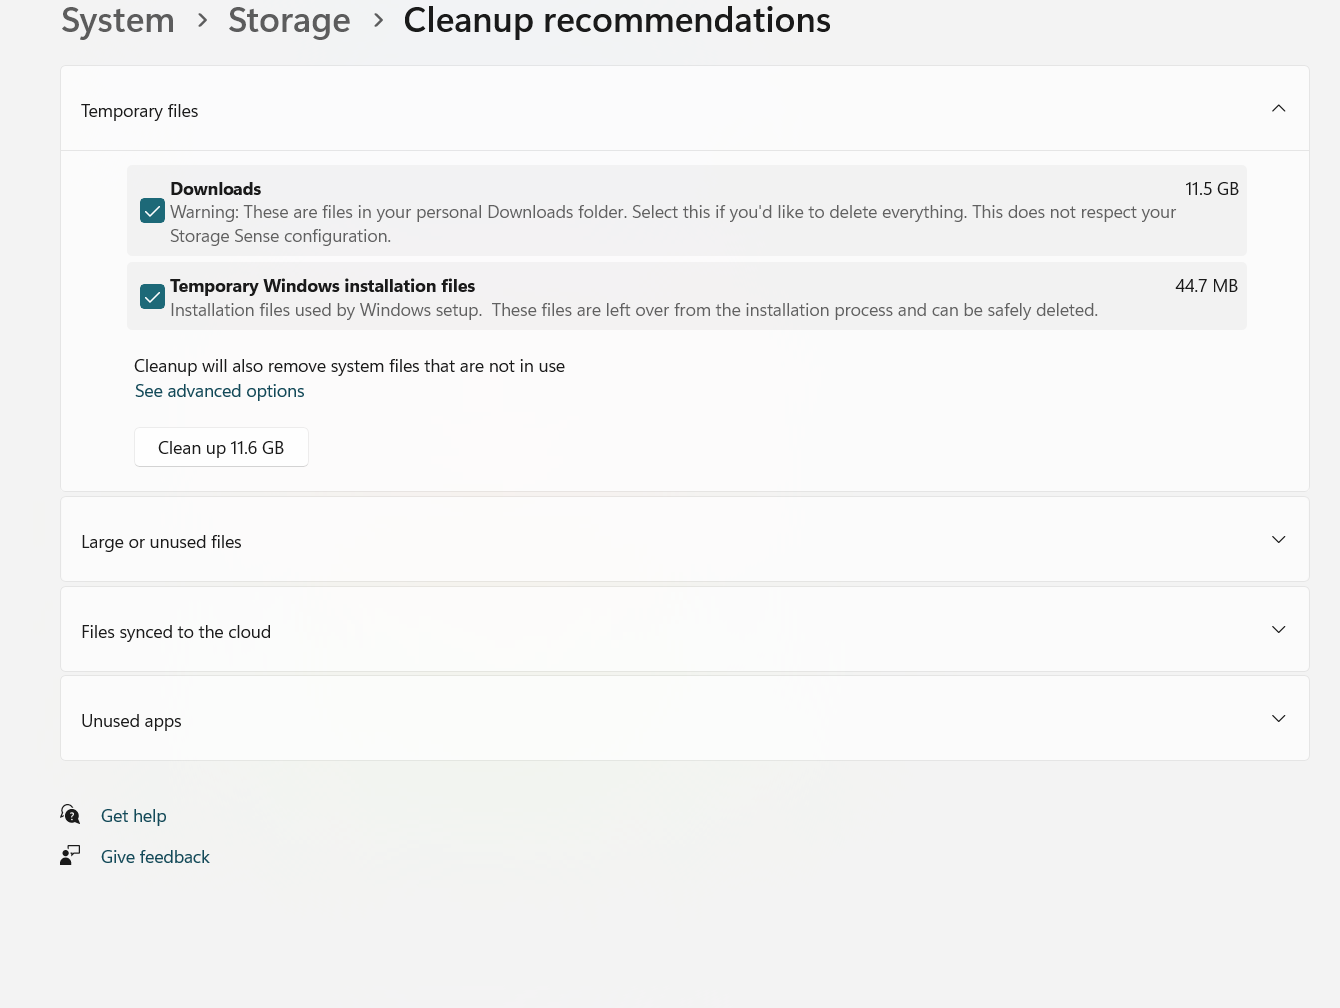 System > Storage > Cleanup recommendations
Temporary files
Downloads 11.5 GB
Warning: These are files in your personal Downloads folder. Select this if you'd like to delete everything. This does not respect your
Storage Sense configuration.
Temporary Windows installation files 44.7 MB
Installation files used by Windows setup.  These files are left over from the installation process and can be safely deleted.
Cleanup will also remove system files that are not in use
See advanced options
Clean up 11.6 GB
Large or unused files
Files synced to the cloud
Unused apps
Get help
Give feedback